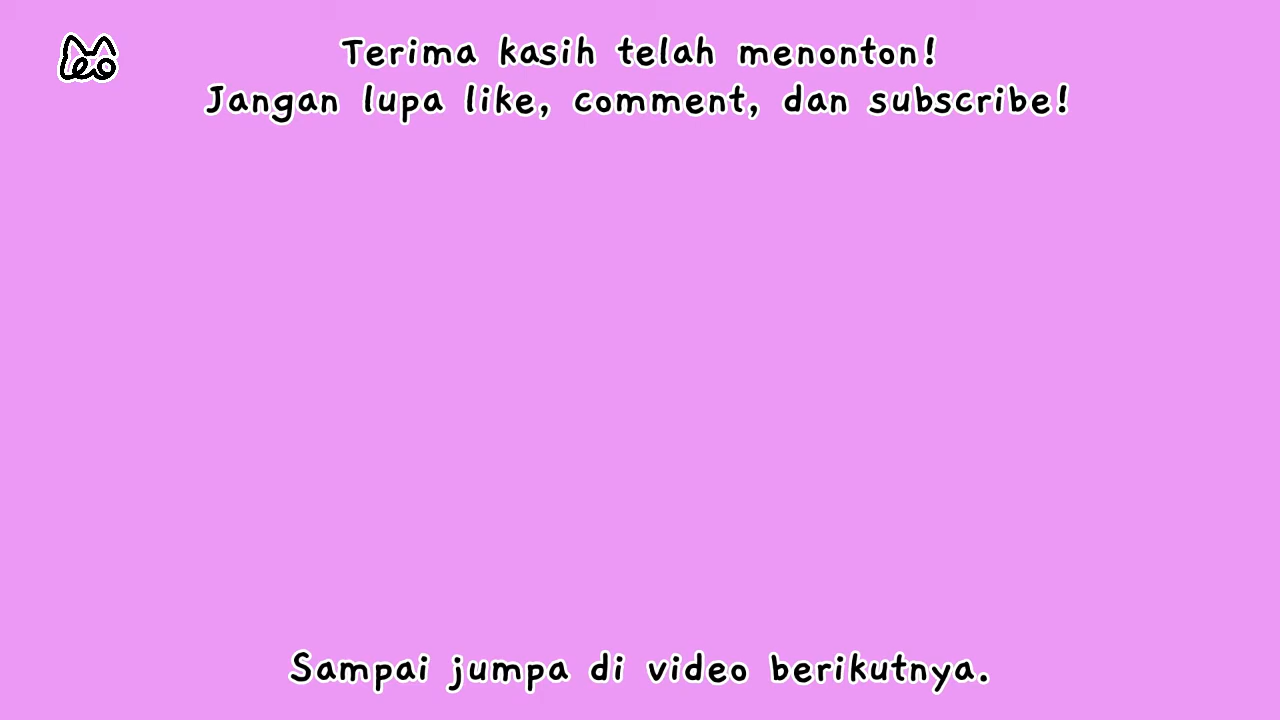 Leo
Terima kasih telah menonton!
Jangan lupa like, comment, dan subscribe!
Sampai jumpa di video berikutnya.